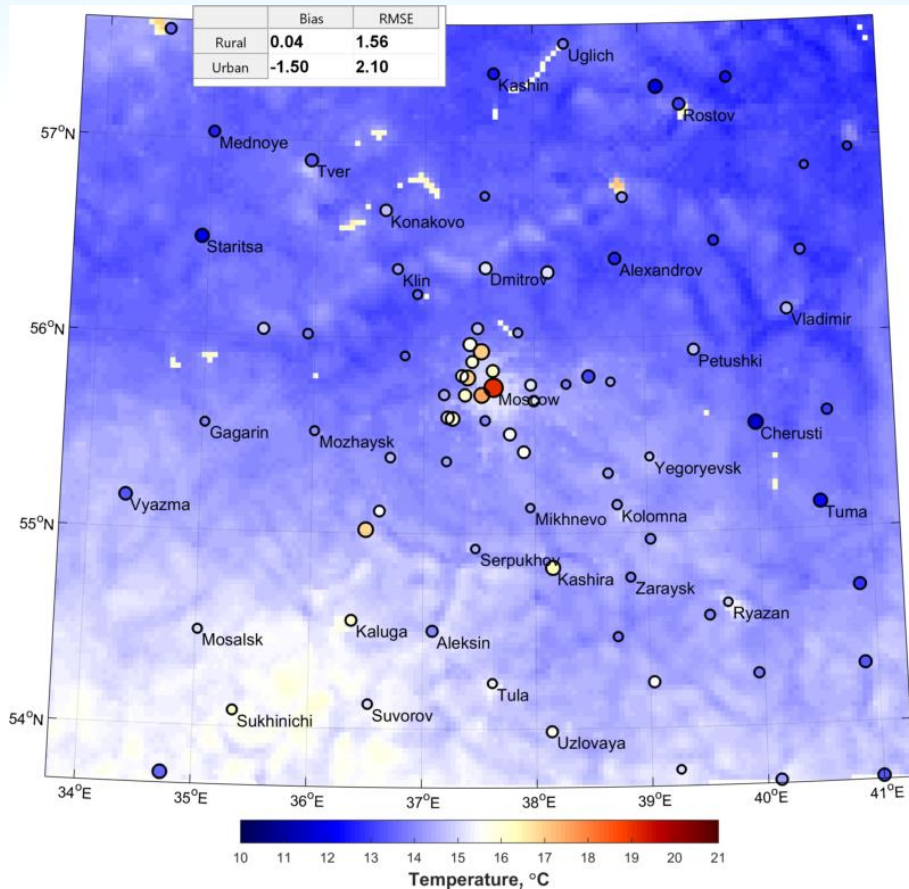 Bias RMSE
Rural 0.04 1.56
Urban -1.50 2.10
Uglich
Kashin
Rostov
57°N
Mednoye
Tver
Konakovo
Staritsa
Klin
Dmitrov
Alexandrov
56°N
Vladimir
Petushki
Moscow
Gagarin
Mozhaysk
Cherusti
Yegoryevsk
Vyazma
55°N
Mikhnevo
Kolomna
Tuma
Serpukhov
Kashira
Zaraysk
Ryazan
Mosalsk
Kaluga
Aleksin
54°N
Sukhinichi
Suvorov
Tula
Uzlovaya
34°E 35°E 36°E 37°E 38°E 39°E 40°E 41°E
10 11 12 13 14 15 16 17 18 19 20 21
Temperature, °C